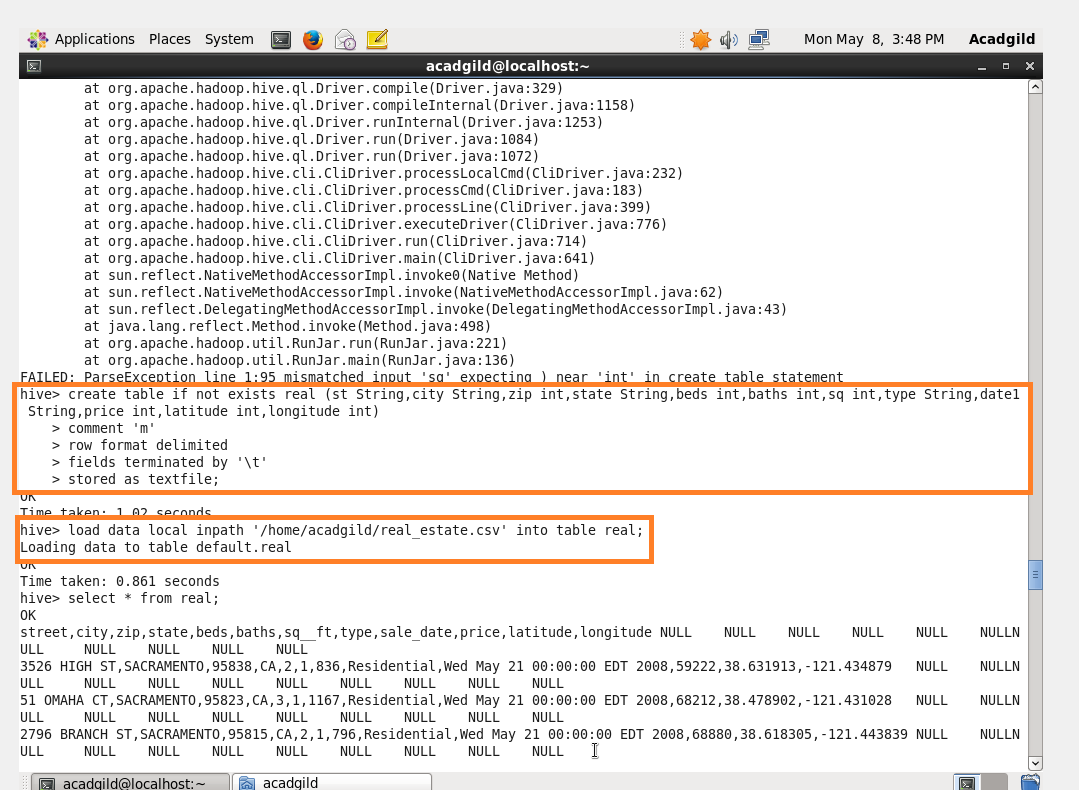 Applications Places System Mon May 8, 3:48 PM Acadgild
acadgild@localhost:~
at org.apache.hadoop.hive.ql.Driver.compile(Driver.java:329)
at org.apache.hadoop.hive.ql.Driver.compileInternal(Driver.java:1158)
at org.apache.hadoop.hive.ql.Driver.runInternal(Driver.java:1253)
at org.apache.hadoop.hive.ql.Driver.run(Driver.java:1084)
at org.apache.hadoop.hive.ql.Driver.run(Driver.java:1072)
at org.apache.hadoop.hive.cli.CliDriver.processLocalCmd(CliDriver.java:232)
at org.apache.hadoop.hive.cli.CliDriver.processCmd(CliDriver.java:183)
at org.apache.hadoop.hive.cli.CliDriver.processLine(CliDriver.java:399)
at org.apache.hadoop.hive.cli.CliDriver.executeDriver(CliDriver.java:776)
at org.apache.hadoop.hive.cli.CliDriver.run(CliDriver.java:714)
at org.apache.hadoop.hive.cli.CliDriver.main(CliDriver.java:641)
at sun.reflect.NativeMethodAccessorImpl.invoke0(Native Method)
at sun.reflect.NativeMethodAccessorImpl.invoke(NativeMethodAccessorImpl.java:62)
at sun.reflect.DelegatingMethodAccessorImpl.invoke(DelegatingMethodAccessorImpl.java:43)
at java.lang.reflect.Method.invoke(Method.java:498)
at org.apache.hadoop.util.RunJar.run(RunJar.java:221)
at org.apache.hadoop.util.RunJar.main(RunJar.java:136)
FAILED: ParseException line 1:95 mismatched input 'sq' expecting ) near 'int' in create table statement
hive> create table if not exists real (st String,city String,zip int,state String,beds int,baths int,sq int,type String,date1
String,price int,latitude int,longitude int)
> comment 'm'
> row format delimited
> fields terminated by '\t'
> stored as textfile;
OK
Time taken: 1.02 seconds
hive> load data local inpath '/home/acadgild/real_estate.csv' into table real;
Loading data to table default.real
OK
Time taken: 0.861 seconds
hive> select * from real;
OK
street,city,zip,state,beds,baths,sq__ft,type,sale_date,price,latitude,longitude NULL NULL NULL NULL NULL NULLN
ULL NULL NULL NULL NULL
3526 HIGH ST,SACRAMENTO,95838,CA,2,1,836,Residential,Wed May 21 00:00:00 EDT 2008,59222,38.631913,-121.434879 NULL NULLN
ULL NULL NULL NULL NULL NULL NULL NULL NULL
51 OMAHA CT,SACRAMENTO,95823,CA,3,1,1167,Residential,Wed May 21 00:00:00 EDT 2008,68212,38.478902,-121.431028 NULL NULLN
ULL NULL NULL NULL NULL NULL NULL NULL NULL
2796 BRANCH ST,SACRAMENTO,95815,CA,2,1,796,Residential,Wed May 21 00:00:00 EDT 2008,68880,38.618305,-121.443839 NULL NULLN
ULL NULL NULL NULL NULL NULL NULL NULL NULL
acadgild@localhost:~ acadgild